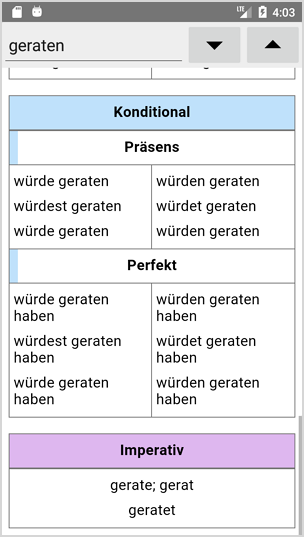 LTE 4:03
geraten
Konditional
Präsens
würde geraten würden geraten
würdest geraten würdet geraten
würde geraten würden geraten
Perfekt
würde geraten würden geraten
haben haben
würdest geraten würdet geraten
haben haben
würde geraten würden geraten
haben haben
Imperativ
gerate; gerat
geratet